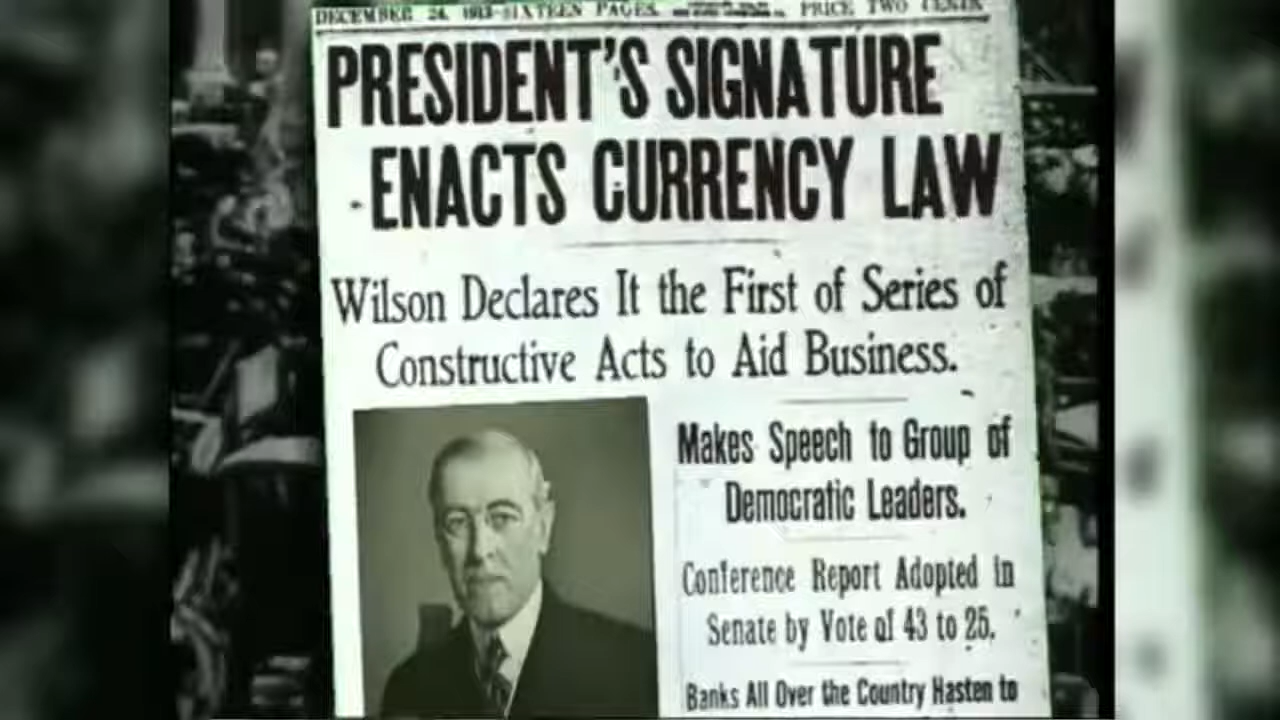 DECEMBER 24, 1913—SIXTEEN PAGES. PRICE TWO CENTS
PRESIDENT'S SIGNATURE
ENACTS CURRENCY LAW
Wilson Declares It the First of Series of
Constructive Acts to Aid Business.
Makes Speech to Group of
Democratic Leaders.
Conference Report Adopted in
Senate by Vote of 43 to 25.
Banks All Over the Country Hasten to